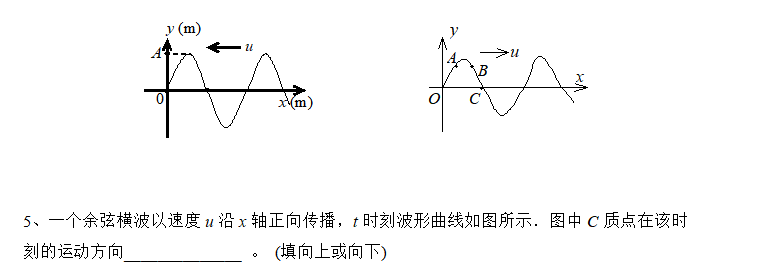 y (m)
A
u
0
x (m)
y
u
A
B
x
O
C
5、一个余弦横波以速度 u 沿 x 轴正向传播，t 时刻波形曲线如图所示．图中 C 质点在该时
刻的运动方向______________ 。 (填向上或向下)